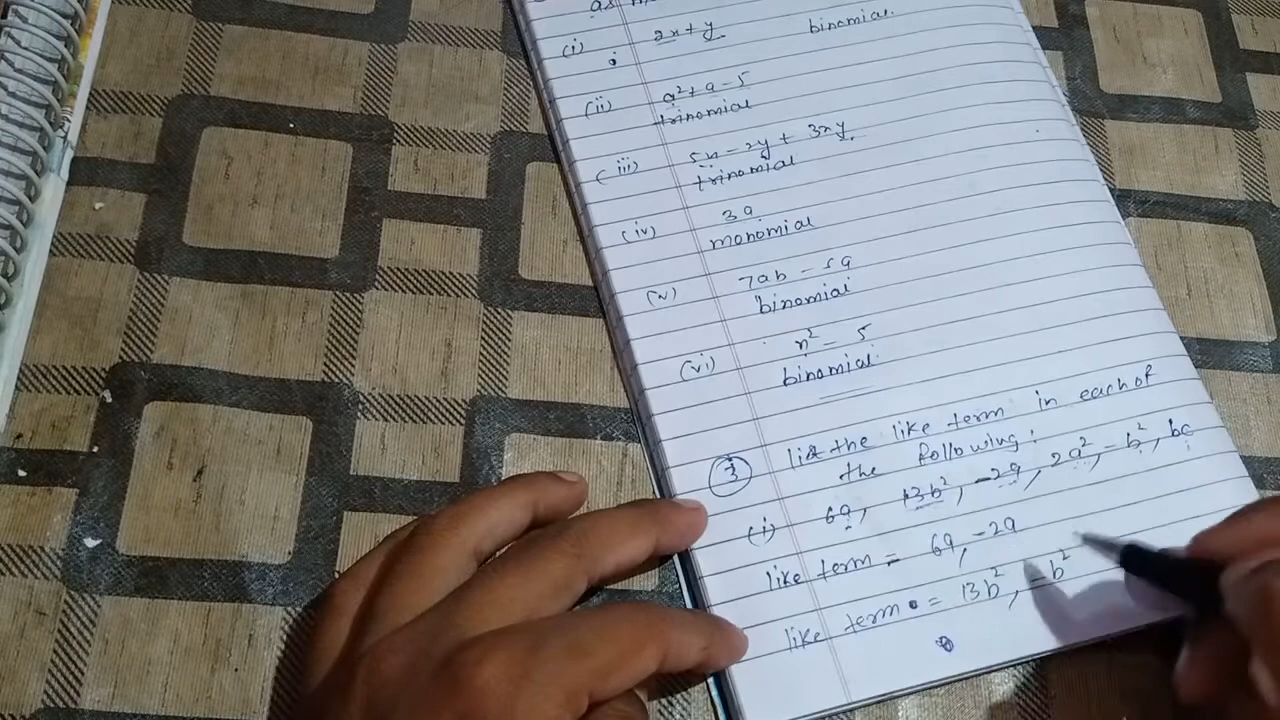 (i) 2x+y binomial.
(ii) a²+a-5
trinomial
(iii) 5x-2y+3xy
trinomial
(iv) 3a
monomial
(v) 7ab-5a
binomial
(vi) x²-5
binomial.
(3) list the like term in each of
the following:
(i) 6a, 13b², -2a, 2a², -b², bc
like term = 6a, -2a
like term = 13b², -b²